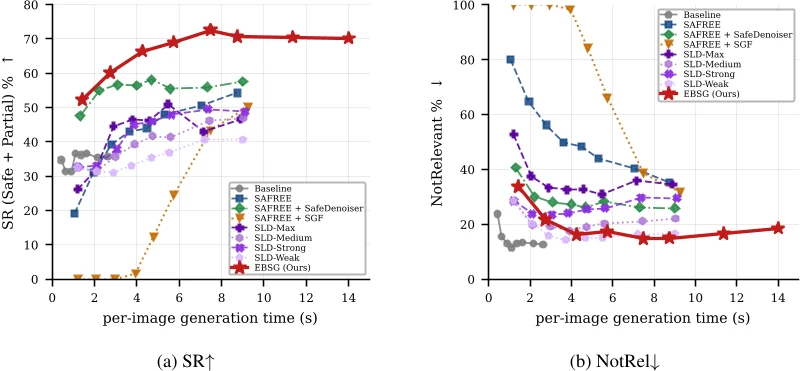 SR (Safe + Partial) % ↑
80
70
60
50
40
30
20
10
0
0 2 4 6 8 10 12 14
per-image generation time (s)
Baseline
SAFREE
SAFREE + SafeDenoiser
SAFREE + SGF
SLD-Max
SLD-Medium
SLD-Strong
SLD-Weak
EBSG (Ours)
(a) SR↑
NotRelevant % ↓
100
80
60
40
20
0
0 2 4 6 8 10 12 14
per-image generation time (s)
Baseline
SAFREE
SAFREE + SafeDenoiser
SAFREE + SGF
SLD-Max
SLD-Medium
SLD-Strong
SLD-Weak
EBSG (Ours)
(b) NotRel↓